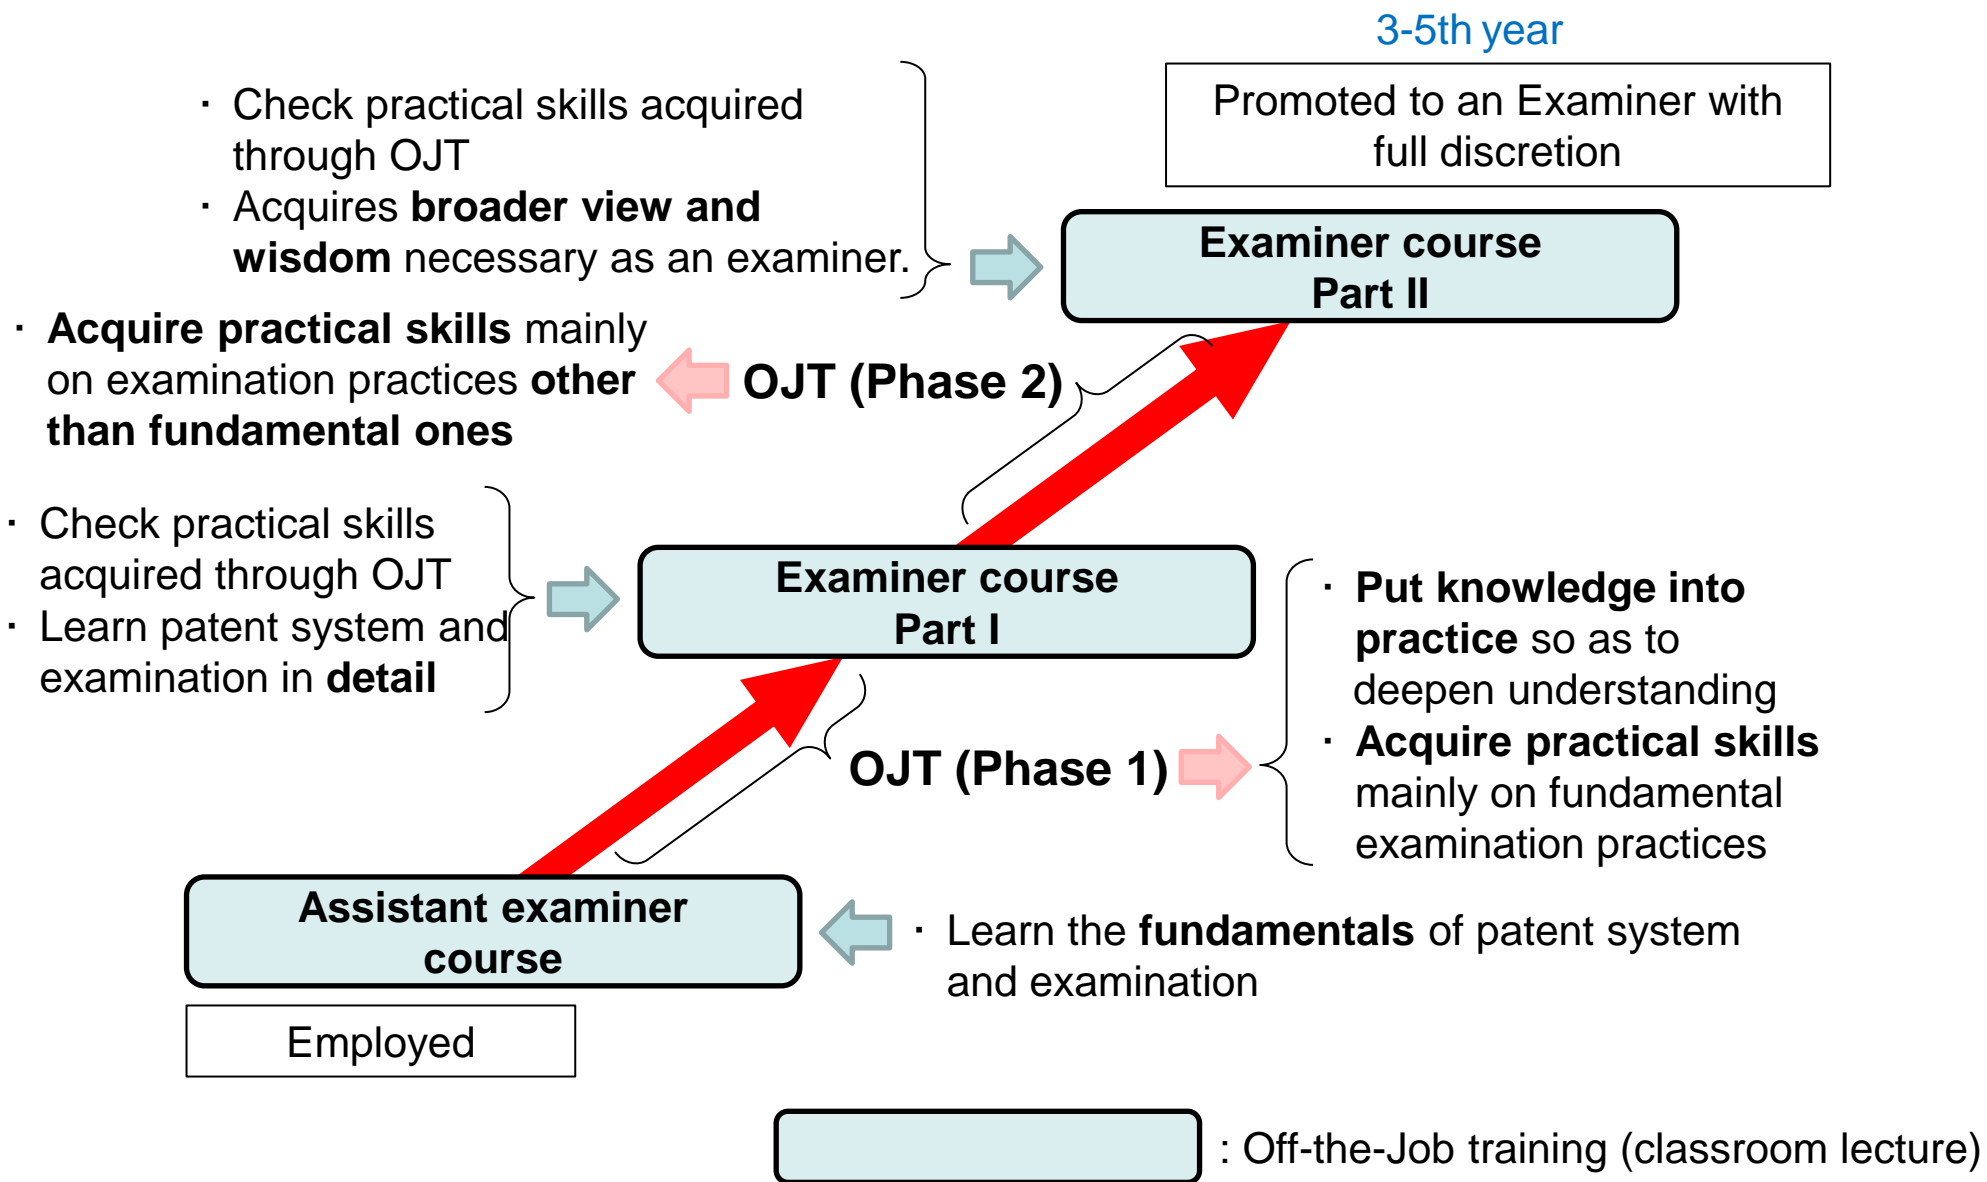 3-5th year
Promoted to an Examiner with
full discretion
・ Check practical skills acquired
through OJT
・ Acquires broader view and
wisdom necessary as an examiner.
Examiner course
Part II
・ Acquire practical skills mainly
on examination practices other
than fundamental ones
OJT (Phase 2)
・ Check practical skills
acquired through OJT
・ Learn patent system and
examination in detail
Examiner course
Part I
・ Put knowledge into
practice so as to
deepen understanding
・ Acquire practical skills
mainly on fundamental
examination practices
OJT (Phase 1)
Assistant examiner
course
・ Learn the fundamentals of patent system
and examination
Employed
: Off-the-Job training (classroom lecture)